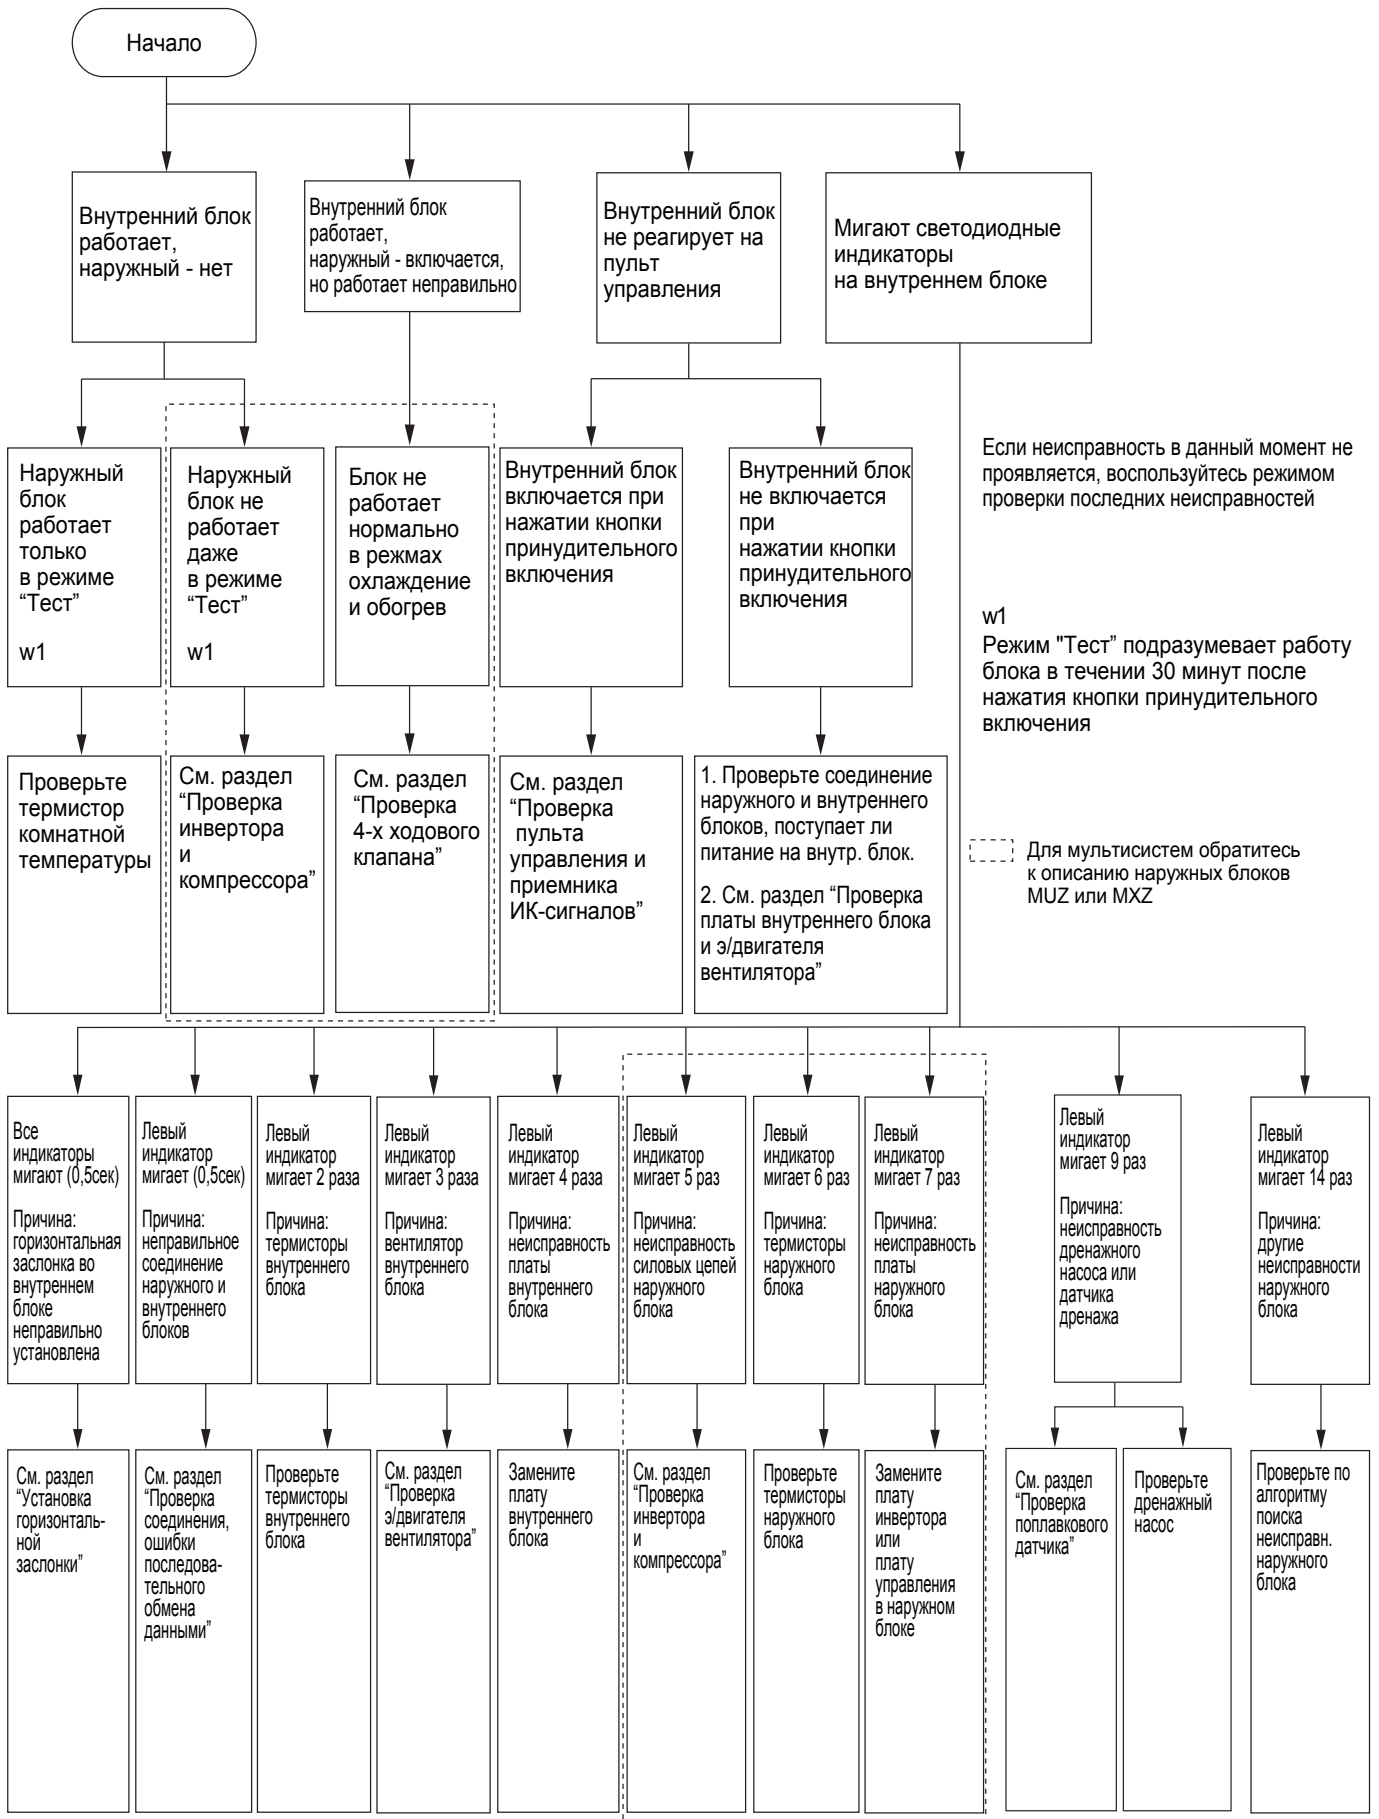 Начало
Внутренний блок
работает,
наружный - нет
Внутренний блок
работает,
наружный - включается,
но работает неправильно
Внутренний блок
не реагирует на
пульт
управления
Мигают светодиодные
индикаторы
на внутреннем блоке
Наружный
блок
работает
только
в режиме
“Тест”
w1
Наружный
блок не
работает
даже
в режиме
“Тест”
w1
Блок не
работает
нормально
в режмах
охлаждение
и обогрев
Внутренний блок
включается при
нажатии кнопки
принудительного
включения
Внутренний блок
не включается
при
нажатии кнопки
принудительного
включения
Если неисправность в данный момент не
проявляется, воспользуйтесь режимом
проверки последних неисправностей
w1
Режим "Тест” подразумевает работу
блока в течении 30 минут после
нажатия кнопки принудительного
включения
Проверьте
термистор
комнатной
температуры
См. раздел
“Проверка
инвертора
и
компрессора”
См. раздел
“Проверка
4-х ходового
клапана”
См. раздел
“Проверка
пульта
управления и
приемника
ИК-сигналов”
1. Проверьте соединение
наружного и внутреннего
блоков, поступает ли
питание на внутр. блок.
2. См. раздел “Проверка
платы внутреннего блока
и э/двигателя
вентилятора”
Для мультисистем обратитесь
к описанию наружных блоков
MUZ или MXZ
Все
индикаторы
мигают (0,5сек)
Причина:
горизонтальная
заслонка во
внутреннем
блоке
неправильно
установлена
Левый
индикатор
мигает (0,5сек)
Причина:
неправильное
соединение
наружного и
внутреннего
блоков
Левый
индикатор
мигает 2 раза
Причина:
термисторы
внутреннего
блока
Левый
индикатор
мигает 3 раза
Причина:
вентилятор
внутреннего
блока
Левый
индикатор
мигает 4 раза
Причина:
неисправность
платы
внутреннего
блока
Левый
индикатор
мигает 5 раз
Причина:
неисправность
силовых цепей
наружного
блока
Левый
индикатор
мигает 6 раз
Причина:
термисторы
наружного
блока
Левый
индикатор
мигает 7 раз
Причина:
неисправность
платы
наружного
блока
Левый
индикатор
мигает 9 раз
Причина:
неисправность
дренажного
насоса или
датчика
дренажа
Левый
индикатор
мигает 14 раз
Причина:
другие
неисправности
наружного
блока
См. раздел
“Установка
горизонталь-
ной
заслонки”
См. раздел
“Проверка
соединения,
ошибки
последова-
тельного
обмена
данными”
Проверьте
термисторы
внутреннего
блока
См. раздел
“Проверка
э/двигателя
вентилятора”
Замените
плату
внутреннего
блока
См. раздел
“Проверка
инвертора
и
компрессора”
Проверьте
термисторы
наружного
блока
Замените
плату
инвертора
или
плату
управления
в наружном
блоке
См. раздел
“Проверка
поплавкового
датчика”
Проверьте
дренажный
насос
Проверьте по
алгоритму
поиска
неисправн.
наружного
блока